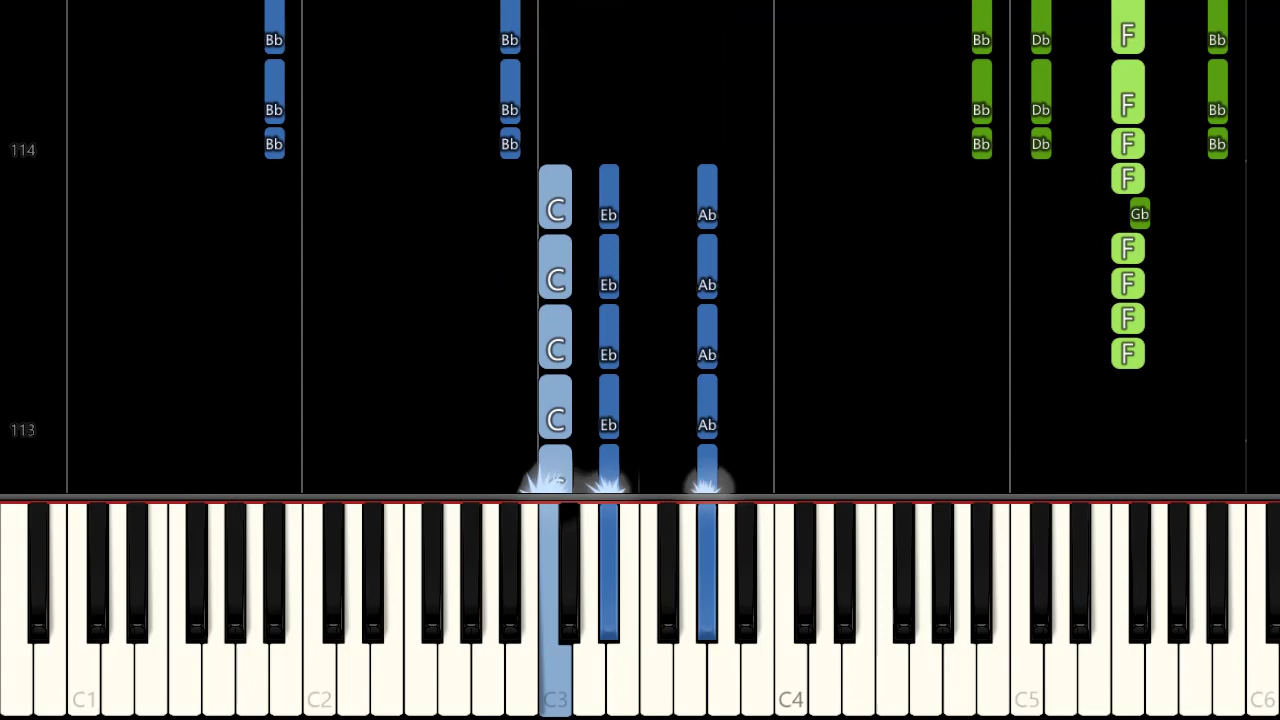 Bb Bb Bb Db F Bb
Bb Bb Bb Db F Bb
114 Bb Bb Bb Db F Bb
F
C Eb Ab Gb
F
C Eb Ab F
F
C Eb Ab F
113 C Eb Ab
C1 C2 C3 C4 C5 C6